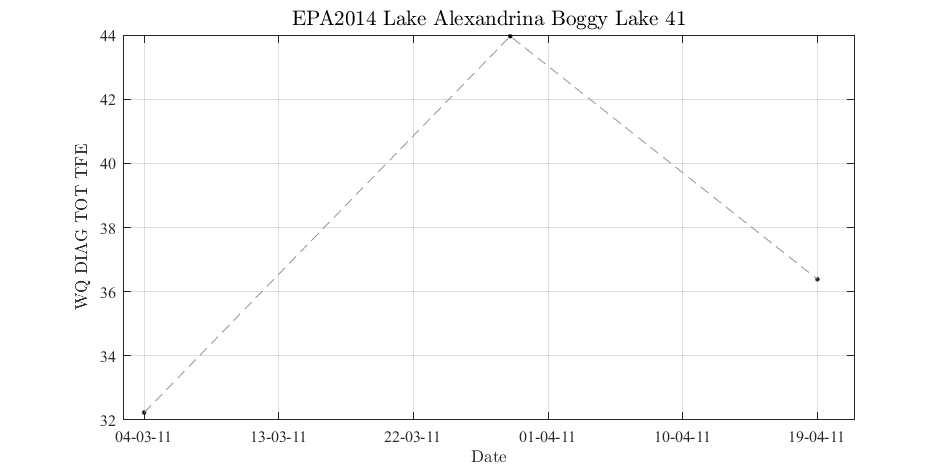 EPA2014 Lake Alexandrina Boggy Lake 41
44
42
40
38
36
34
32
WQ DIAG TOT TFE
04-03-11 13-03-11 22-03-11 01-04-11 10-04-11 19-04-11
Date